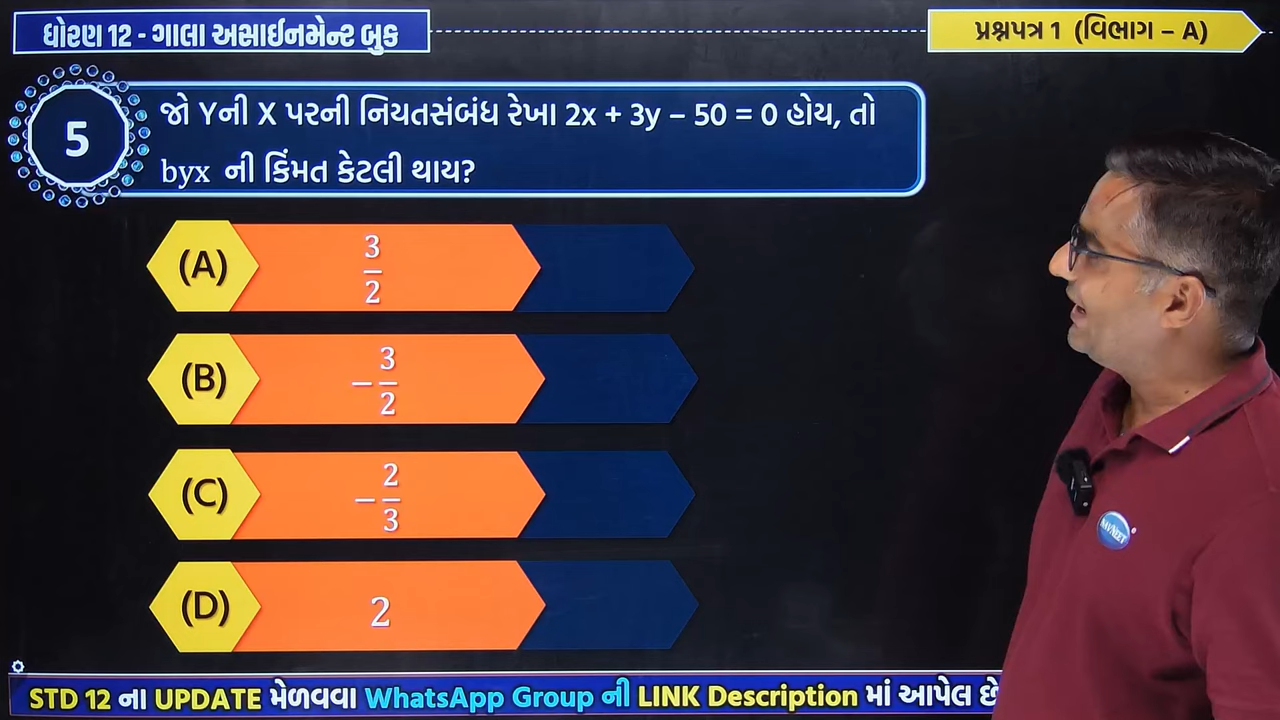 ધોરણ 12 - ગાલા અસાઈનમેન્ટ બુક
પ્રશ્નપત્ર 1 (વિભાગ – A)
5
જો Yની X પરની નિયતસંબંધ રેખા 2x + 3y – 50 = 0 હોય, તો
byx ની કિંમત કેટલી થાય?
(A) 3/2
(B) −3/2
(C) −2/3
(D) 2
NAVNEET
STD 12 ના UPDATE મેળવવા WhatsApp Group ની LINK Description માં આપેલ છે